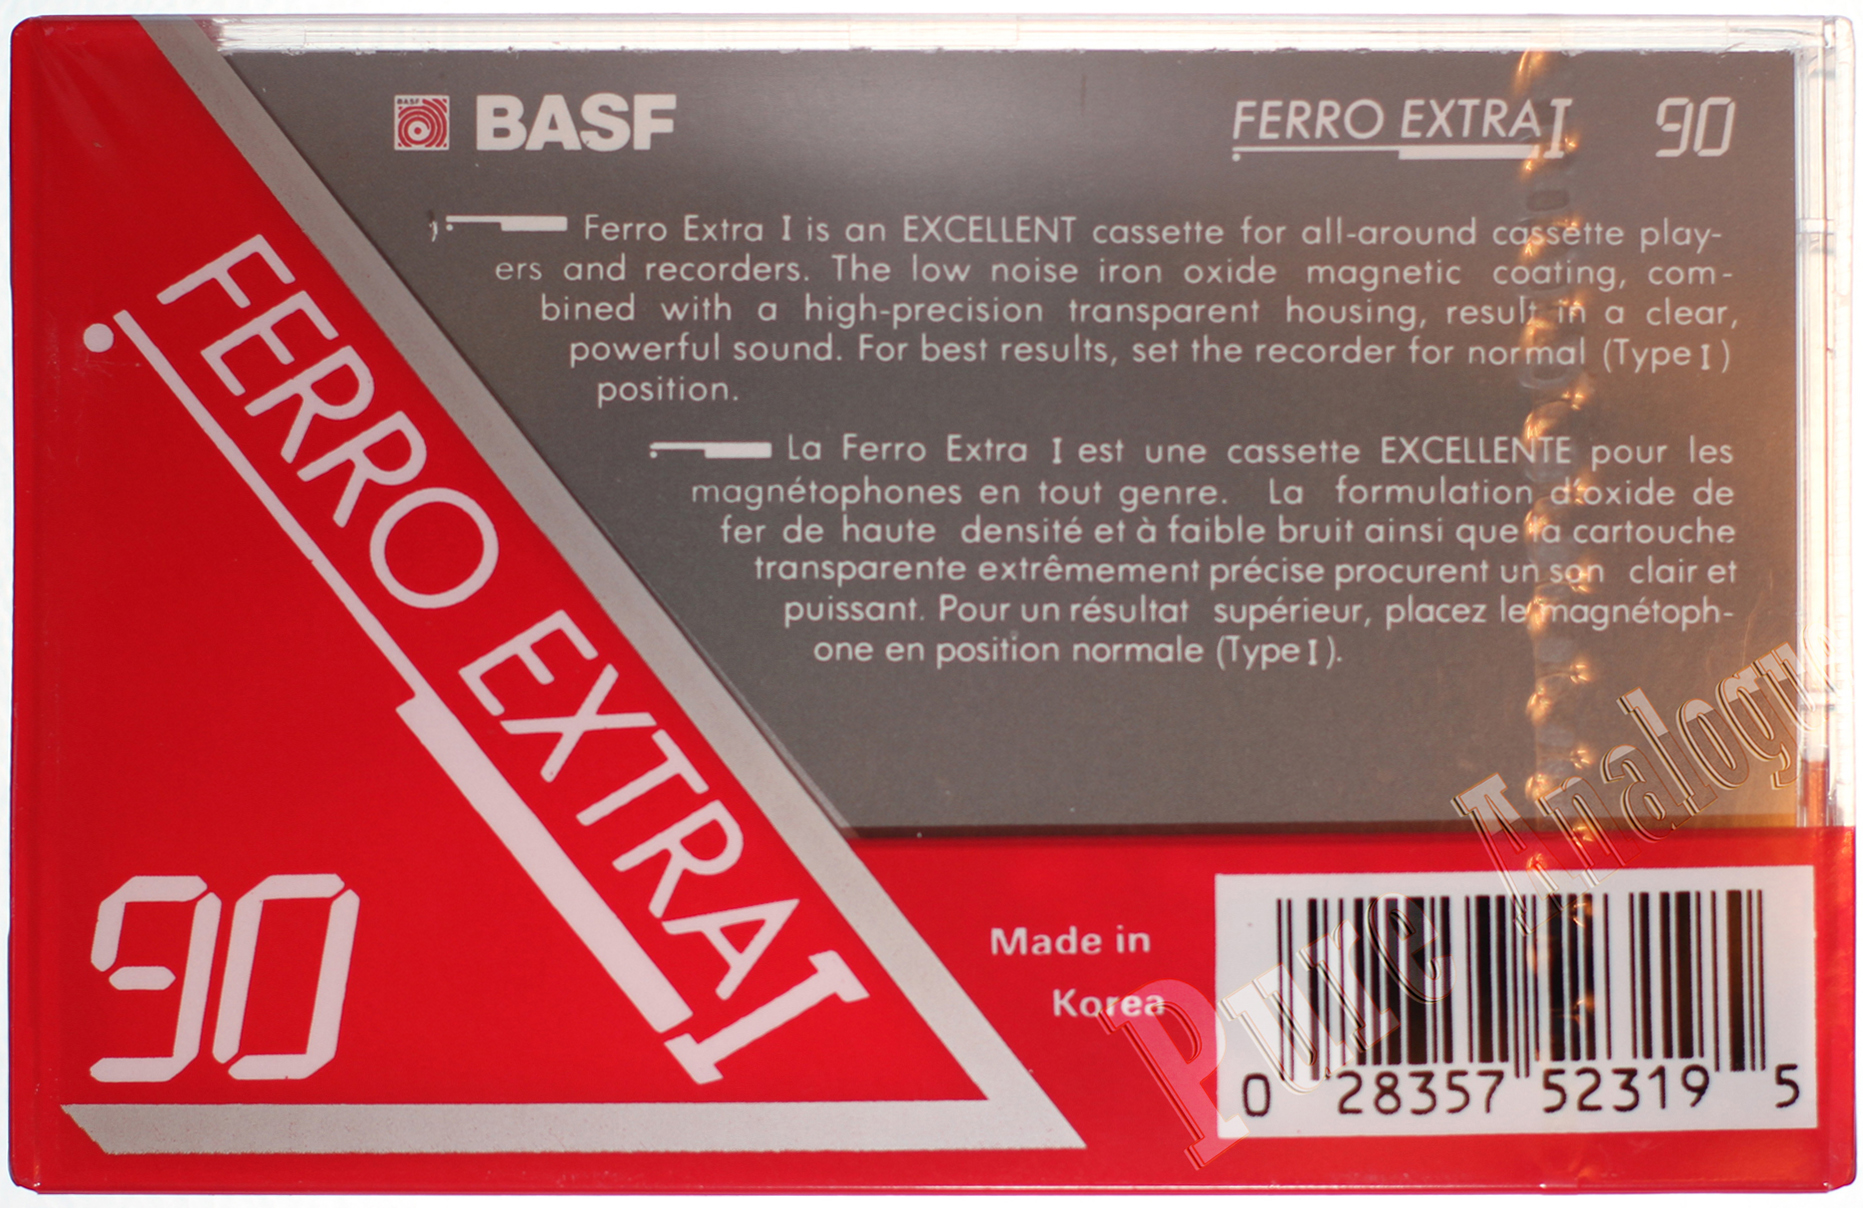 BASF
BASF
FERRO EXTRA I 90
Ferro Extra I is an EXCELLENT cassette for all-around cassette play-
ers and recorders. The low noise iron oxide magnetic coating, com-
bined with a high-precision transparent housing, result in a clear,
powerful sound. For best results, set the recorder for normal (Type I)
position.
La Ferro Extra I est une cassette EXCELLENTE pour les
magnétophones en tout genre. La formulation d'oxide de
fer de haute densité et à faible bruit ainsi que la cartouche
transparente extrêmement précise procurent un son clair et
puissant. Pour un résultat supérieur, placez le magnétoph-
one en position normale (Type I).
FERRO EXTRA I
90
Made in
Korea
0 28357 52319 5
Pure Analogue